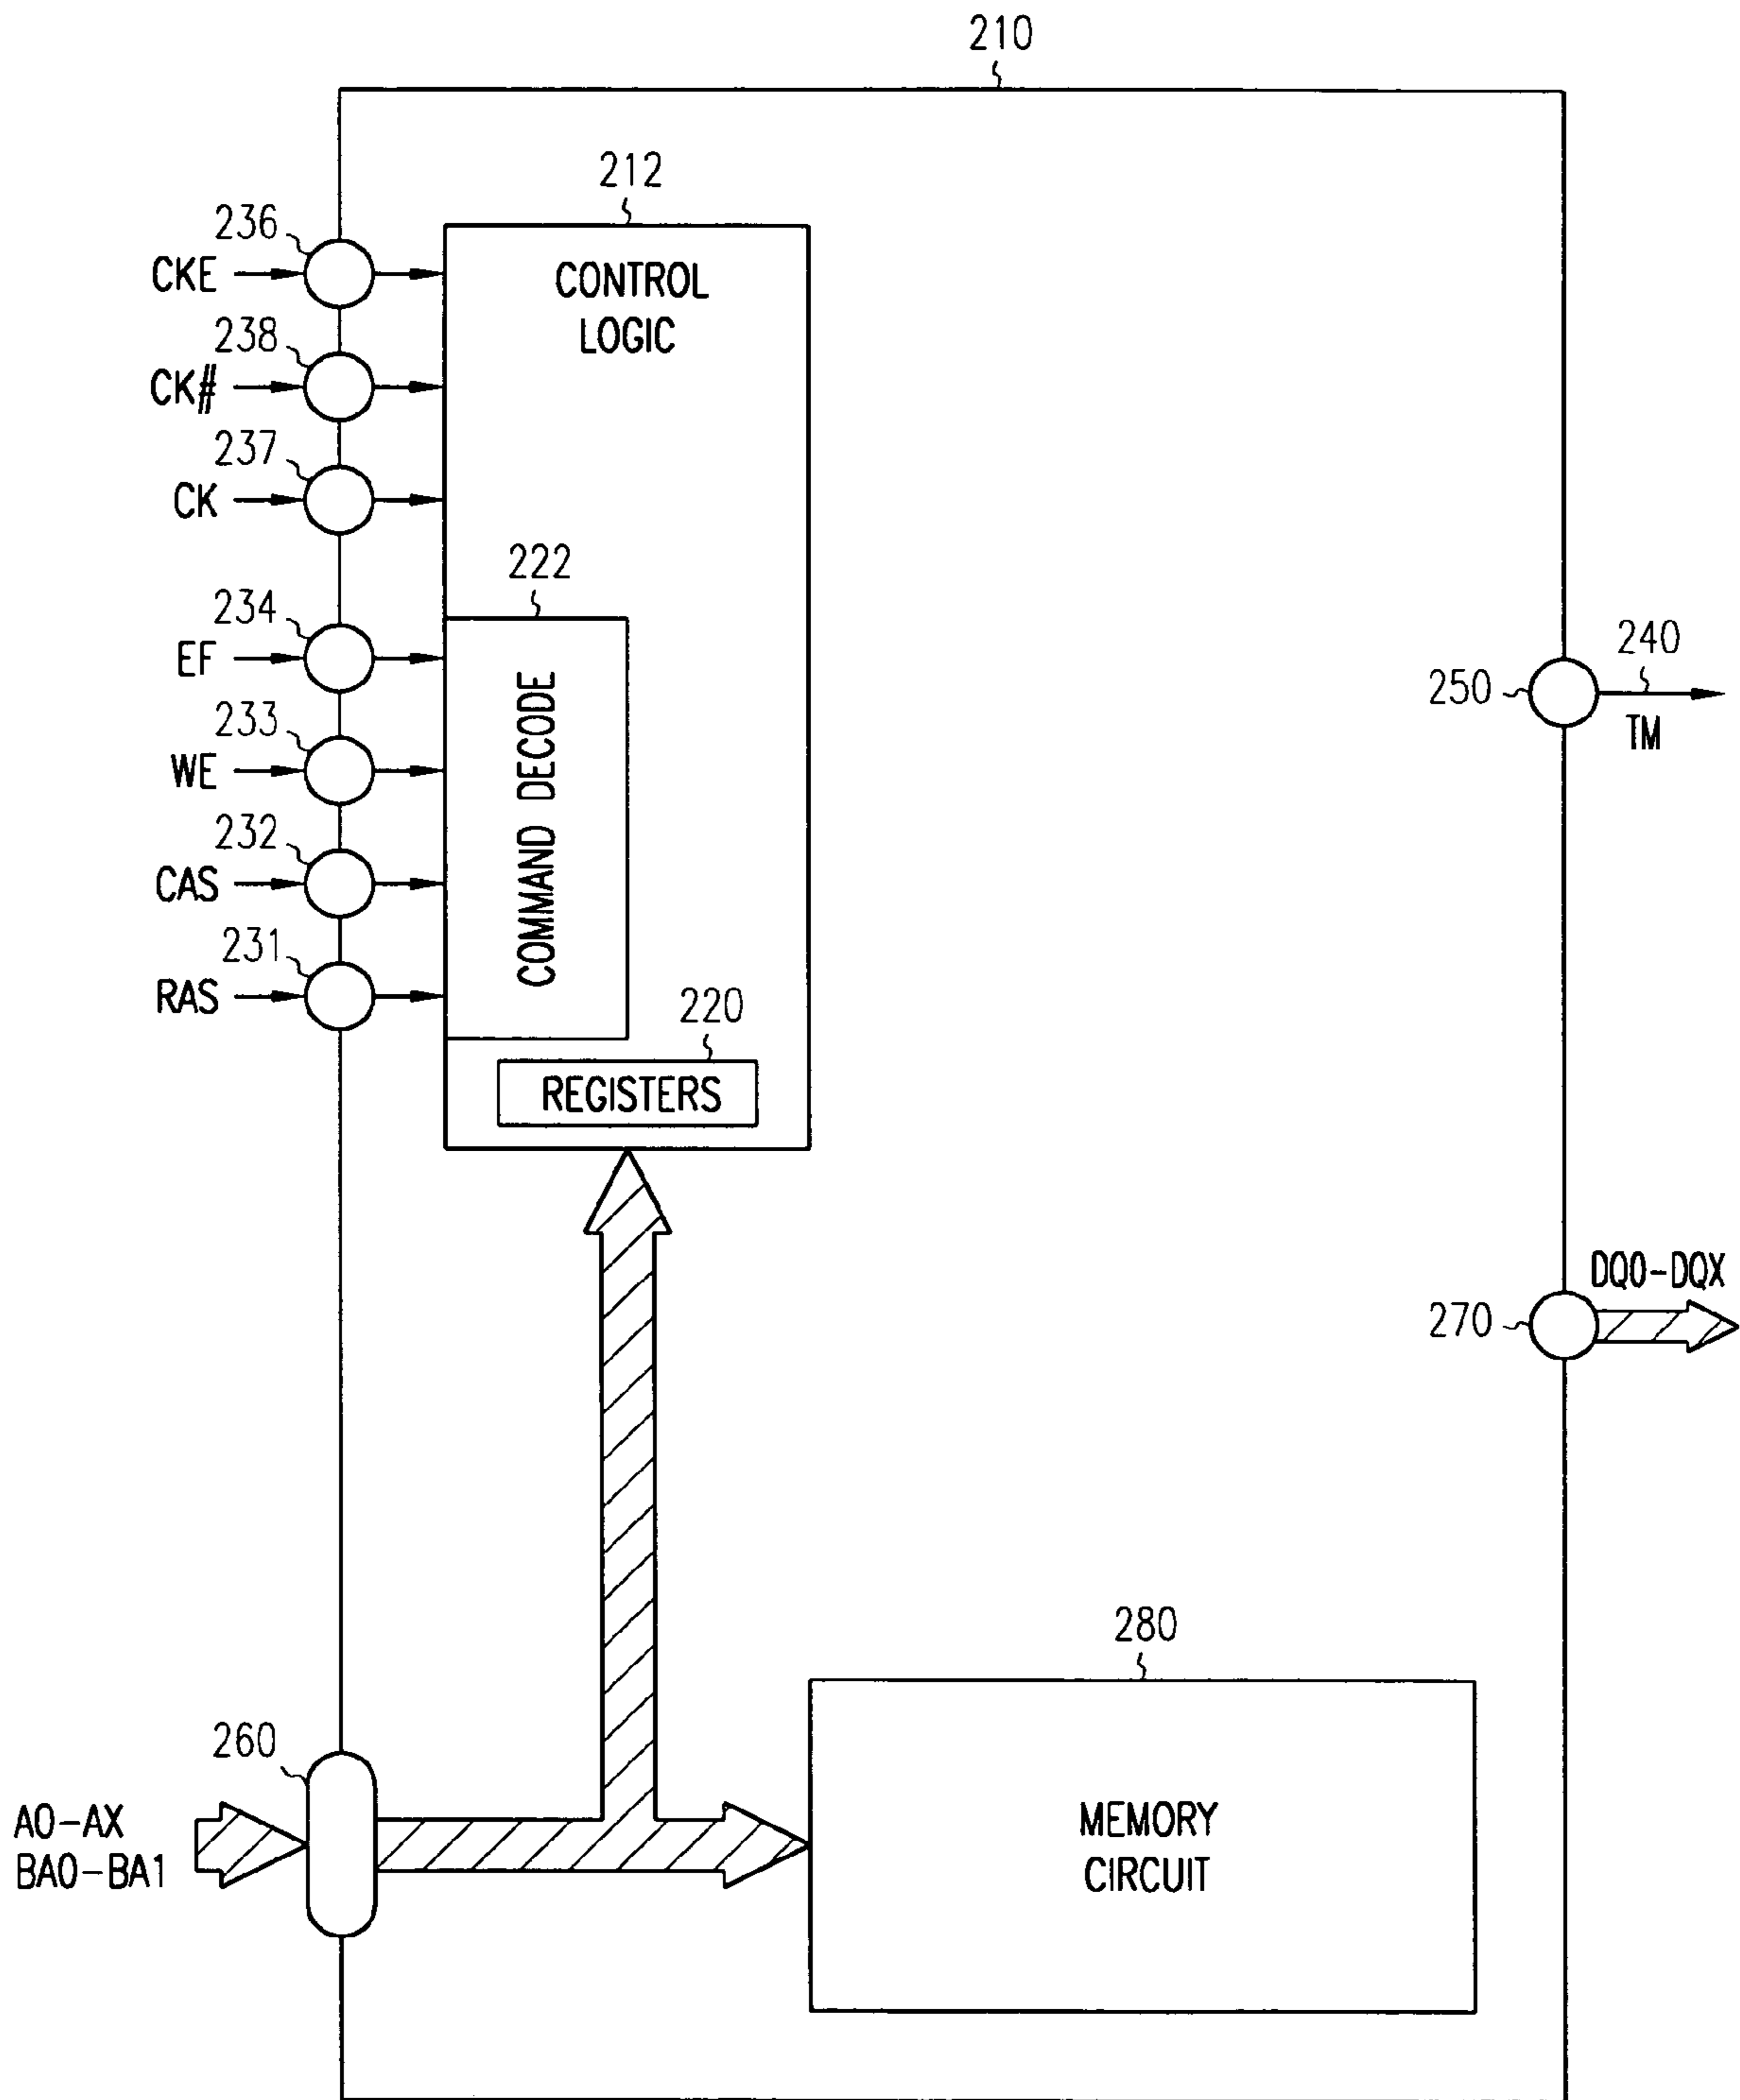 210
212
236
CKE
CONTROL
LOGIC
238
CK#
237
CK
222
234
EF
COMMAND DECODE
240
250
TM
233
WE
232
CAS
231
RAS
220
REGISTERS
DQ0-DQX
270
280
260
A0-AX
BA0-BA1
MEMORY
CIRCUIT